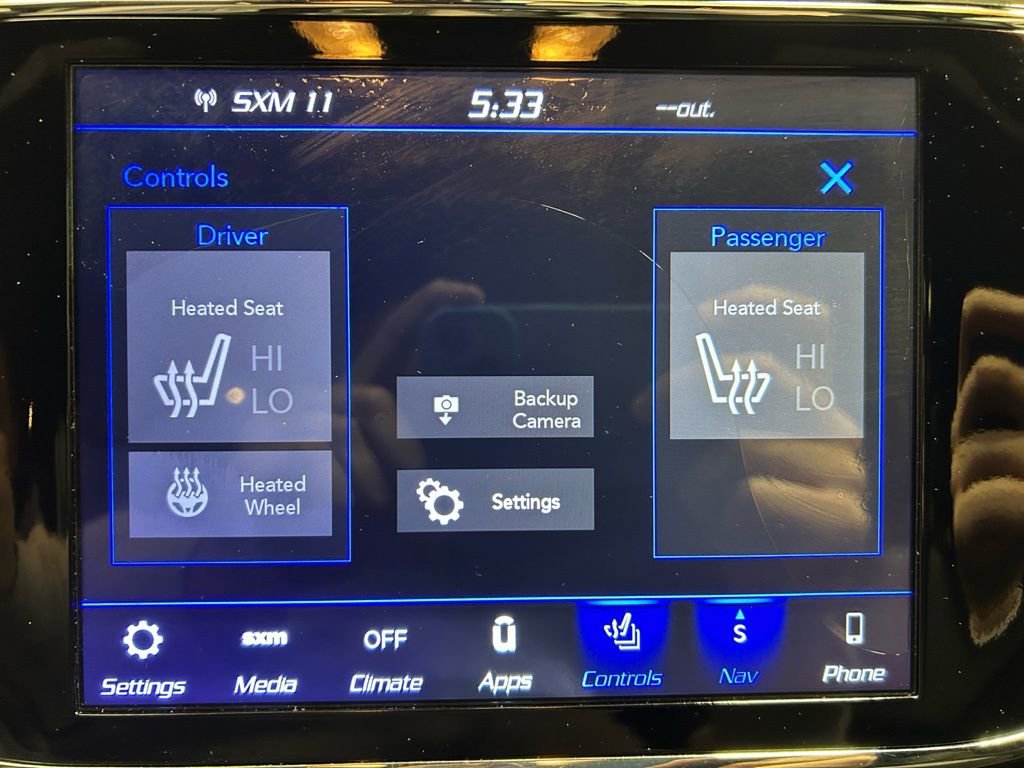 SXM 11
5:33
--out.
Controls
Driver
Heated Seat
HI
LO
Heated
Wheel
Backup
Camera
Settings
Passenger
Heated Seat
HI
LO
Settings
sxm
Media
OFF
Climate
ū
Apps
Controls
S
Nav
Phone